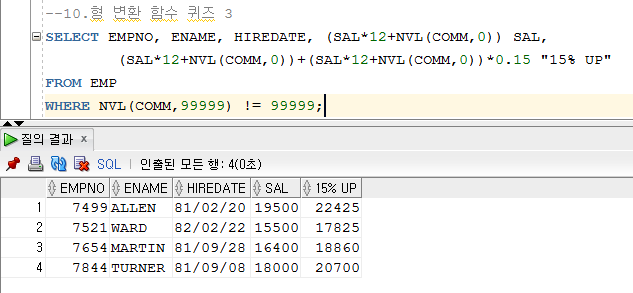 --10.형 변환 함수 퀴즈 3
SELECT EMPNO, ENAME, HIREDATE, (SAL*12+NVL(COMM,0)) SAL,
(SAL*12+NVL(COMM,0))+(SAL*12+NVL(COMM,0))*0.15 "15% UP"
FROM EMP
WHERE NVL(COMM,99999) != 99999;
질의 결과 x
SQL | 인출된 모든 행: 4(0초)
EMPNO ENAME HIREDATE SAL 15% UP
1 7499 ALLEN 81/02/20 19500 22425
2 7521 WARD 82/02/22 15500 17825
3 7654 MARTIN 81/09/28 16400 18860
4 7844 TURNER 81/09/08 18000 20700